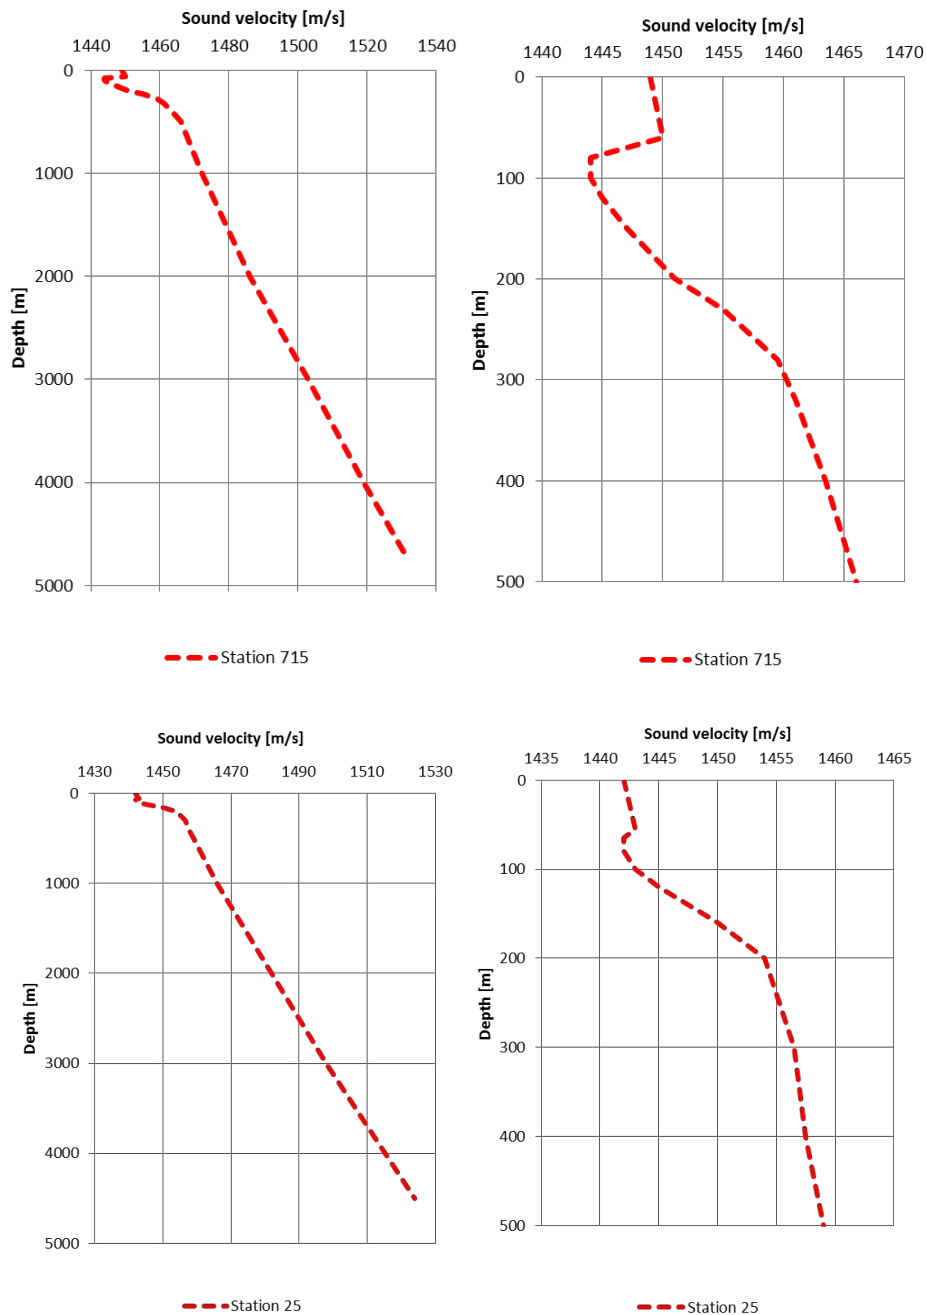 Sound velocity [m/s]
1440 1460 1480 1500 1520 1540
0
1000
2000
3000
4000
5000
Depth [m]
Station 715
Sound velocity [m/s]
1440 1445 1450 1455 1460 1465 1470
0
100
200
300
400
500
Depth [m]
Station 715
Sound velocity [m/s]
1430 1450 1470 1490 1510 1530
0
1000
2000
3000
4000
5000
Depth [m]
Station 25
Sound velocity [m/s]
1435 1440 1445 1450 1455 1460 1465
0
100
200
300
400
500
Depth [m]
Station 25